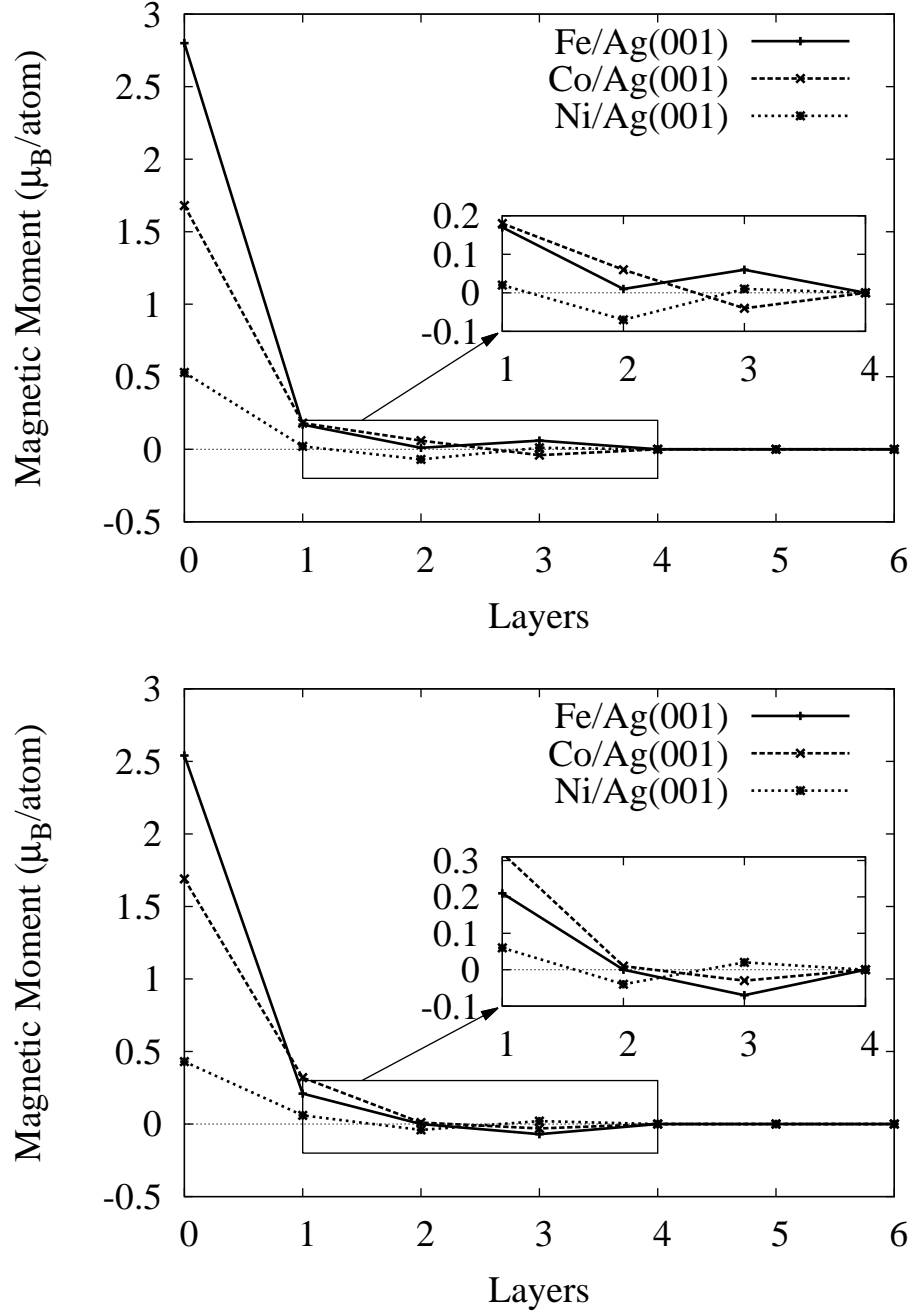 3
2.5
2
1.5
1
0.5
0
-0.5
Magnetic Moment (μB/atom)
Fe/Ag(001)
Co/Ag(001)
Ni/Ag(001)
0.2
0.1
0
-0.1
1 2 3 4
0 1 2 3 4 5 6
Layers
3
2.5
2
1.5
1
0.5
0
-0.5
Magnetic Moment (μB/atom)
Fe/Ag(001)
Co/Ag(001)
Ni/Ag(001)
0.3
0.2
0.1
0
-0.1
1 2 3 4
0 1 2 3 4 5 6
Layers